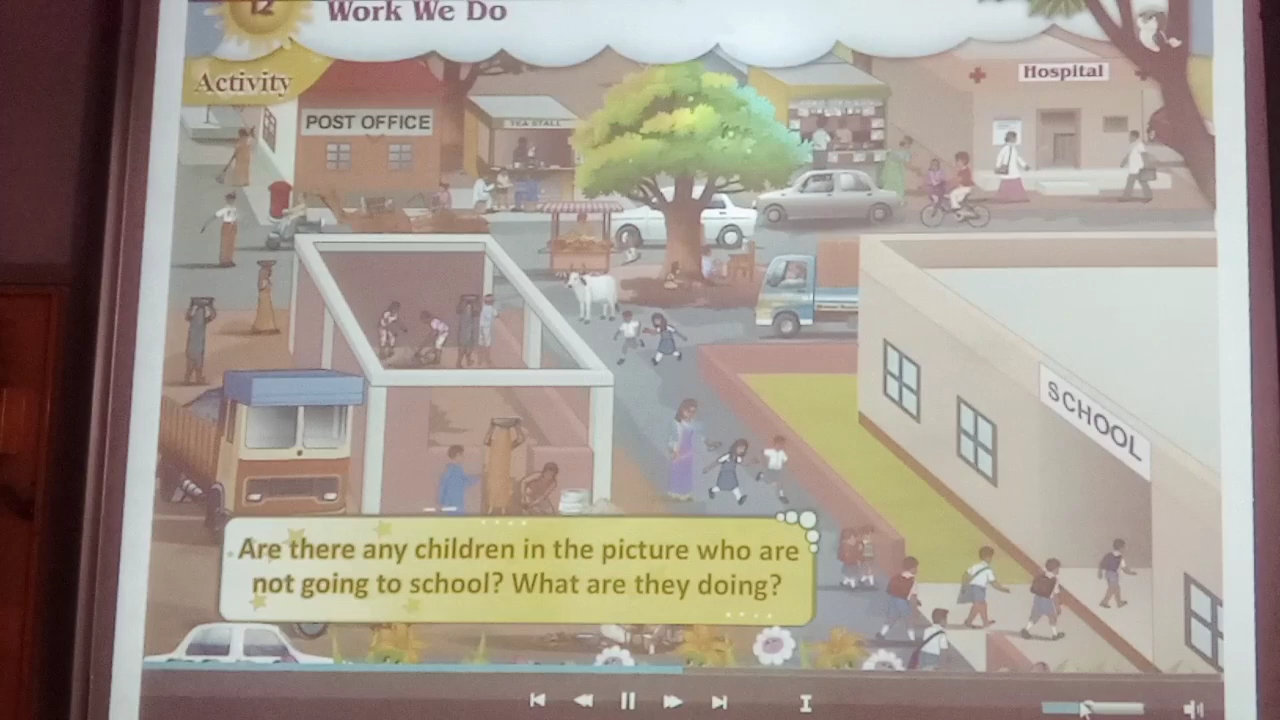 12
Work We Do
Activity
POST OFFICE
TEA STALL
Hospital
SCHOOL
Are there any children in the picture who are
not going to school? What are they doing?